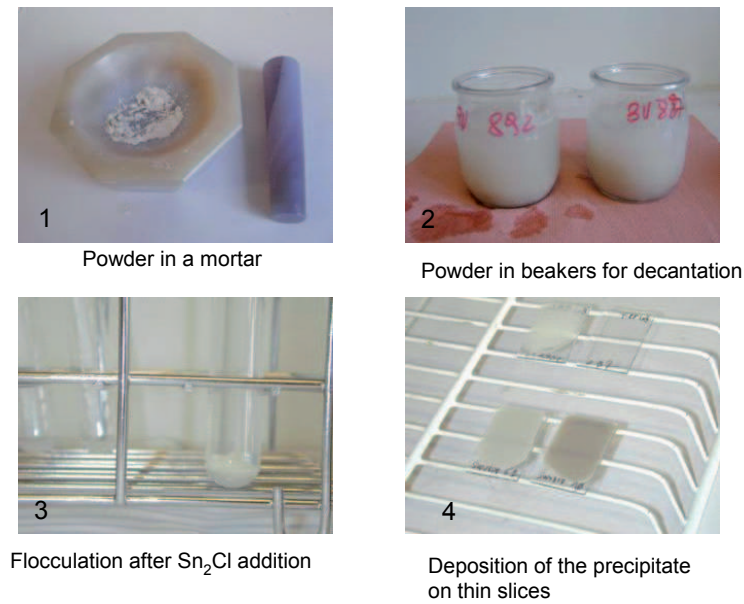 1
Powder in a mortar
892
2
Powder in beakers for decantation
3
Flocculation after Sn₂Cl addition
4
Deposition of the precipitate
on thin slices